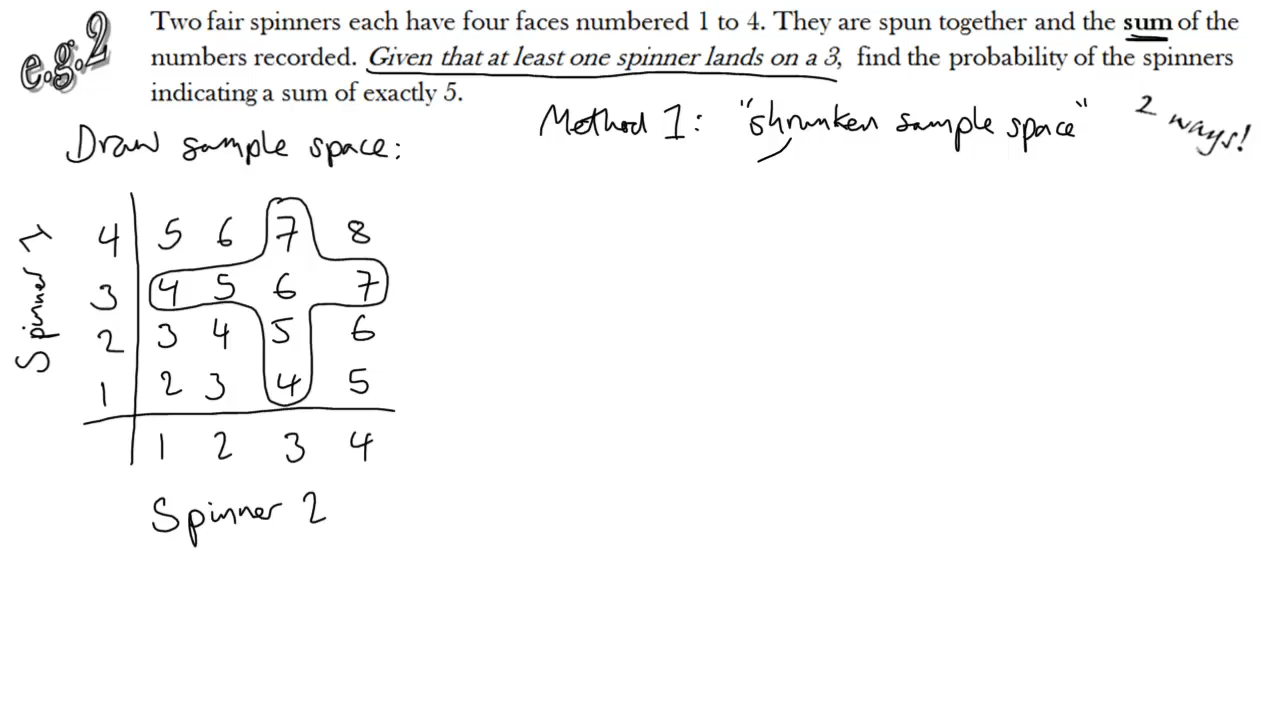 e.g.2
Two fair spinners each have four faces numbered 1 to 4. They are spun together and the sum of the
numbers recorded. Given that at least one spinner lands on a 3, find the probability of the spinners
indicating a sum of exactly 5.
Method 1: "shrunken sample space"
2 ways!
Draw sample space:
Spinner 1
4 5 6 7 8
3 4 5 6 7
2 3 4 5 6
1 2 3 4 5
1 2 3 4
Spinner 2